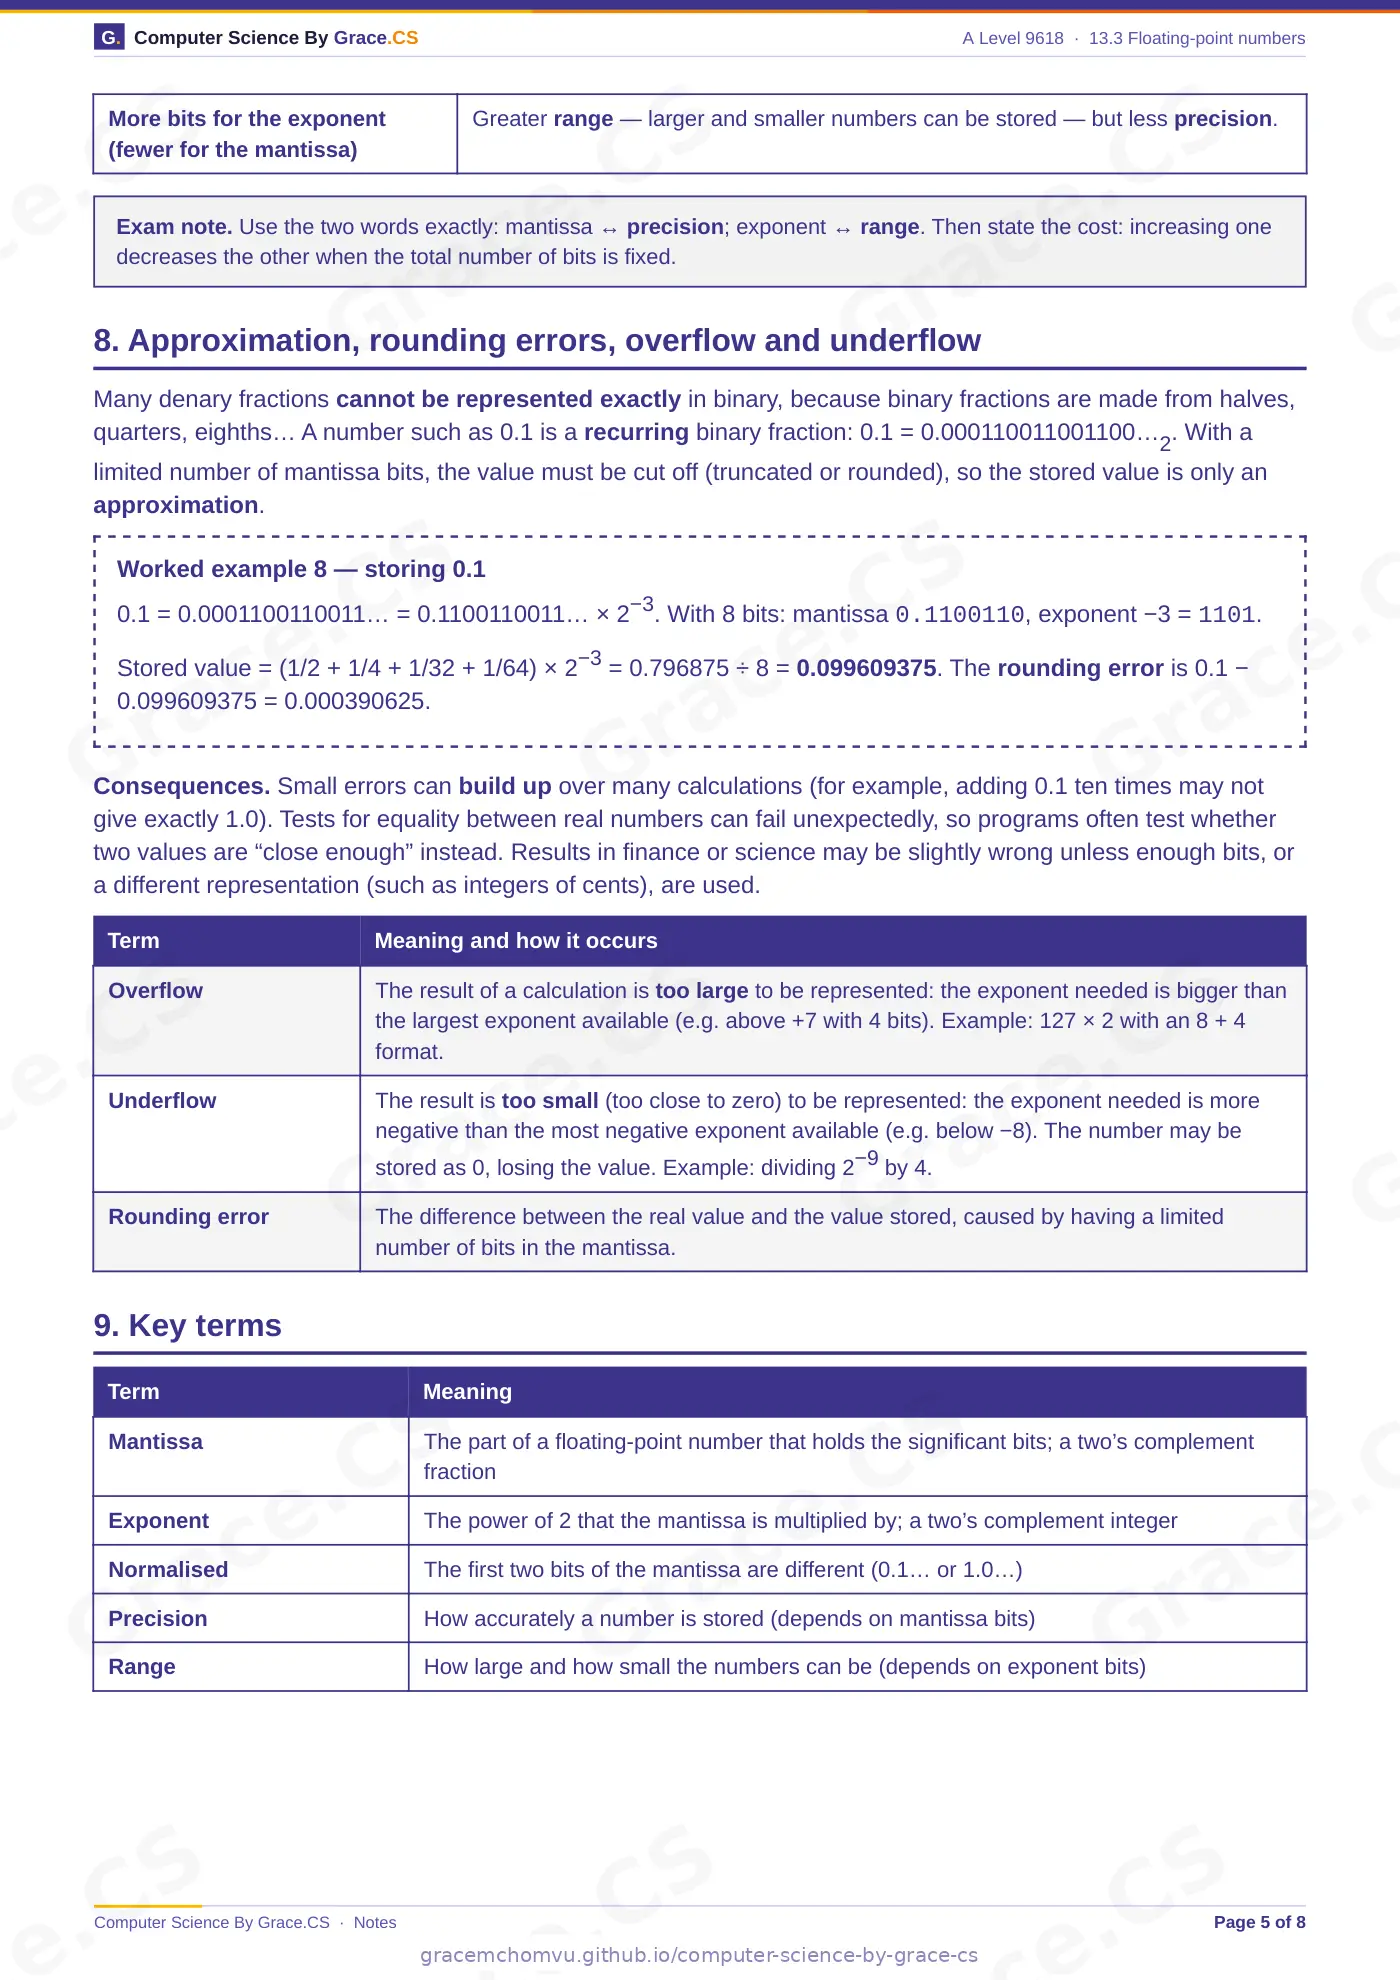 G. Computer Science By Grace.CS
A Level 9618 · 13.3 Floating-point numbers
More bits for the exponent (fewer for the mantissa)
Greater range — larger and smaller numbers can be stored — but less precision.
Exam note. Use the two words exactly: mantissa ↔ precision; exponent ↔ range. Then state the cost: increasing one
decreases the other when the total number of bits is fixed.
8. Approximation, rounding errors, overflow and underflow
Many denary fractions cannot be represented exactly in binary, because binary fractions are made from halves,
quarters, eighths… A number such as 0.1 is a recurring binary fraction: 0.1 = 0.000110011001100…₂. With a
limited number of mantissa bits, the value must be cut off (truncated or rounded), so the stored value is only an
approximation.
Worked example 8 — storing 0.1
0.1 = 0.0001100110011… = 0.1100110011… × 2⁻³. With 8 bits: mantissa 0.1100110, exponent −3 = 1101.
Stored value = (1/2 + 1/4 + 1/32 + 1/64) × 2⁻³ = 0.796875 ÷ 8 = 0.099609375. The rounding error is 0.1 −
0.099609375 = 0.000390625.
Consequences. Small errors can build up over many calculations (for example, adding 0.1 ten times may not
give exactly 1.0). Tests for equality between real numbers can fail unexpectedly, so programs often test whether
two values are “close enough” instead. Results in finance or science may be slightly wrong unless enough bits, or
a different representation (such as integers of cents), are used.
Term
Meaning and how it occurs
Overflow
The result of a calculation is too large to be represented: the exponent needed is bigger than
the largest exponent available (e.g. above +7 with 4 bits). Example: 127 × 2 with an 8 + 4
format.
Underflow
The result is too small (too close to zero) to be represented: the exponent needed is more
negative than the most negative exponent available (e.g. below −8). The number may be
stored as 0, losing the value. Example: dividing 2⁻⁹ by 4.
Rounding error
The difference between the real value and the value stored, caused by having a limited
number of bits in the mantissa.
9. Key terms
Term
Meaning
Mantissa
The part of a floating-point number that holds the significant bits; a two’s complement
fraction
Exponent
The power of 2 that the mantissa is multiplied by; a two’s complement integer
Normalised
The first two bits of the mantissa are different (0.1… or 1.0…)
Precision
How accurately a number is stored (depends on mantissa bits)
Range
How large and how small the numbers can be (depends on exponent bits)
Computer Science By Grace.CS · Notes
Page 5 of 8
gracemchomvu.github.io/computer-science-by-grace-cs